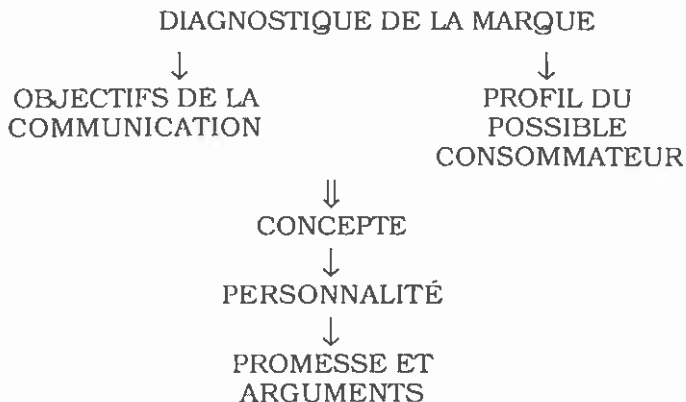 DIAGNOSTIQUE DE LA MARQUE
↓ ↓
OBJECTIFS DE LA
COMMUNICATION
PROFIL DU
POSSIBLE
CONSOMMATEUR
⇓
CONCEPTE
↓
PERSONNALITÉ
↓
PROMESSE ET
ARGUMENTS